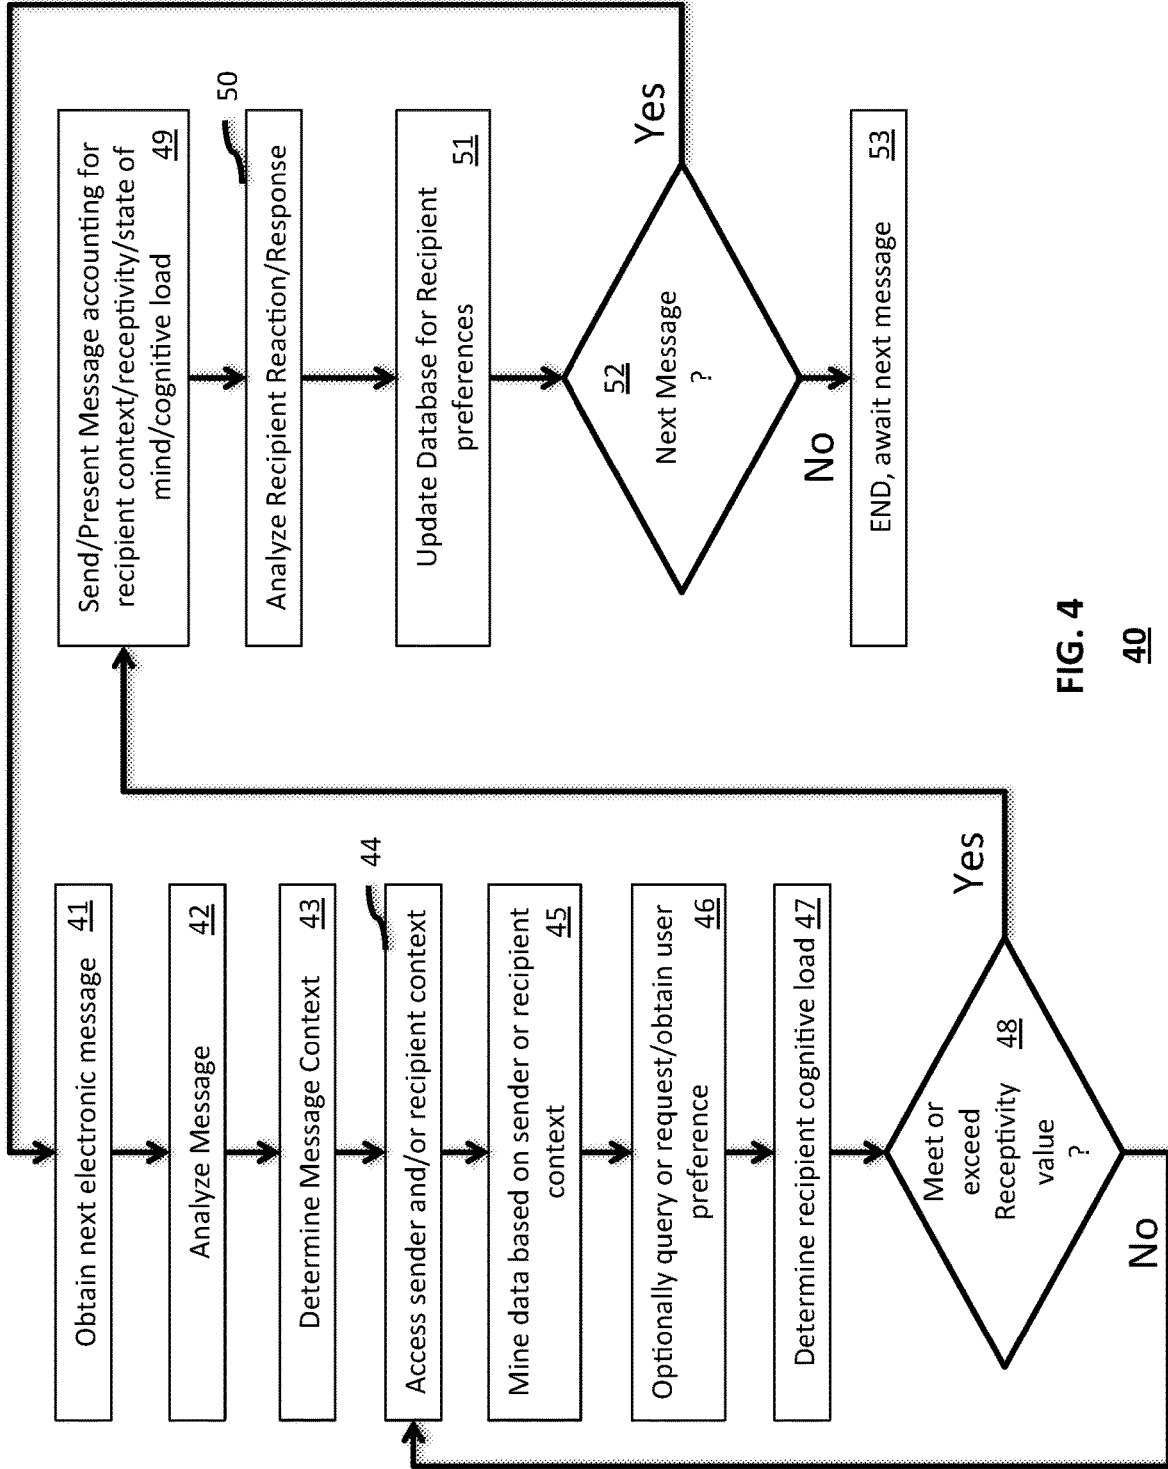 Obtain next electronic message 41
Analyze Message 42
Determine Message Context 43
44
Access sender and/or recipient context
Mine data based on sender or recipient
context 45
Optionally query or request/obtain user
preference 46
Determine recipient cognitive load 47
Meet or
exceed
Receptivity 48
value
?
Yes
No
Send/Present Message accounting for
recipient context/receptivity/state of
mind/cognitive load 49
50
Analyze Recipient Reaction/Response
Update Database for Recipient
preferences 51
52
Next Message
?
Yes
No
END, await next message 53
FIG. 4
40